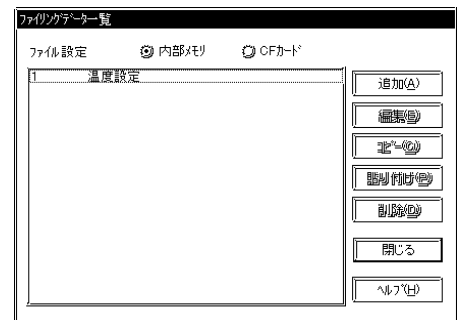 ﾌｧｲﾘﾝｸﾞﾃﾞｰﾀ一覧
ﾌｧｲﾙ設定 内部ﾒﾓﾘ CFｶｰﾄﾞ
1 温度設定
追加(A)
編集(E)
ｺﾋﾟｰ(C)
貼り付け(P)
削除(D)
閉じる
ﾍﾙﾌﾟ(H)